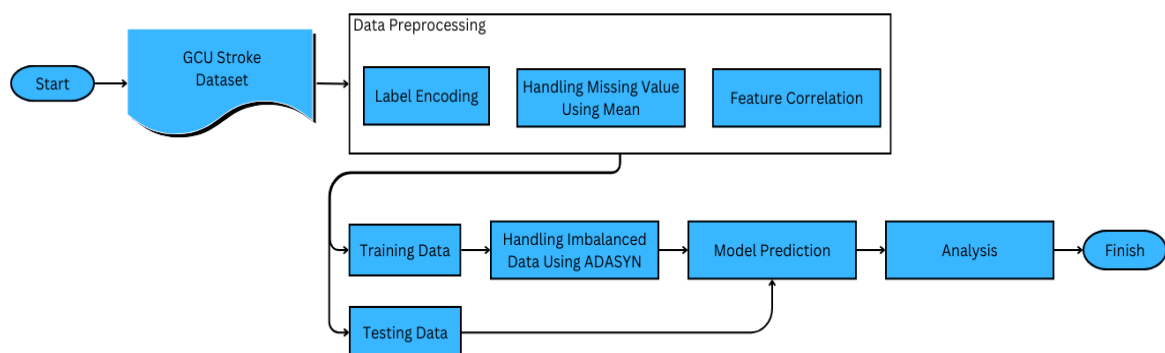 Start
GCU Stroke
Dataset
Data Preprocessing
Label Encoding
Handling Missing Value
Using Mean
Feature Correlation
Training Data
Handling Imbalanced
Data Using ADASYN
Model Prediction
Analysis
Finish
Testing Data